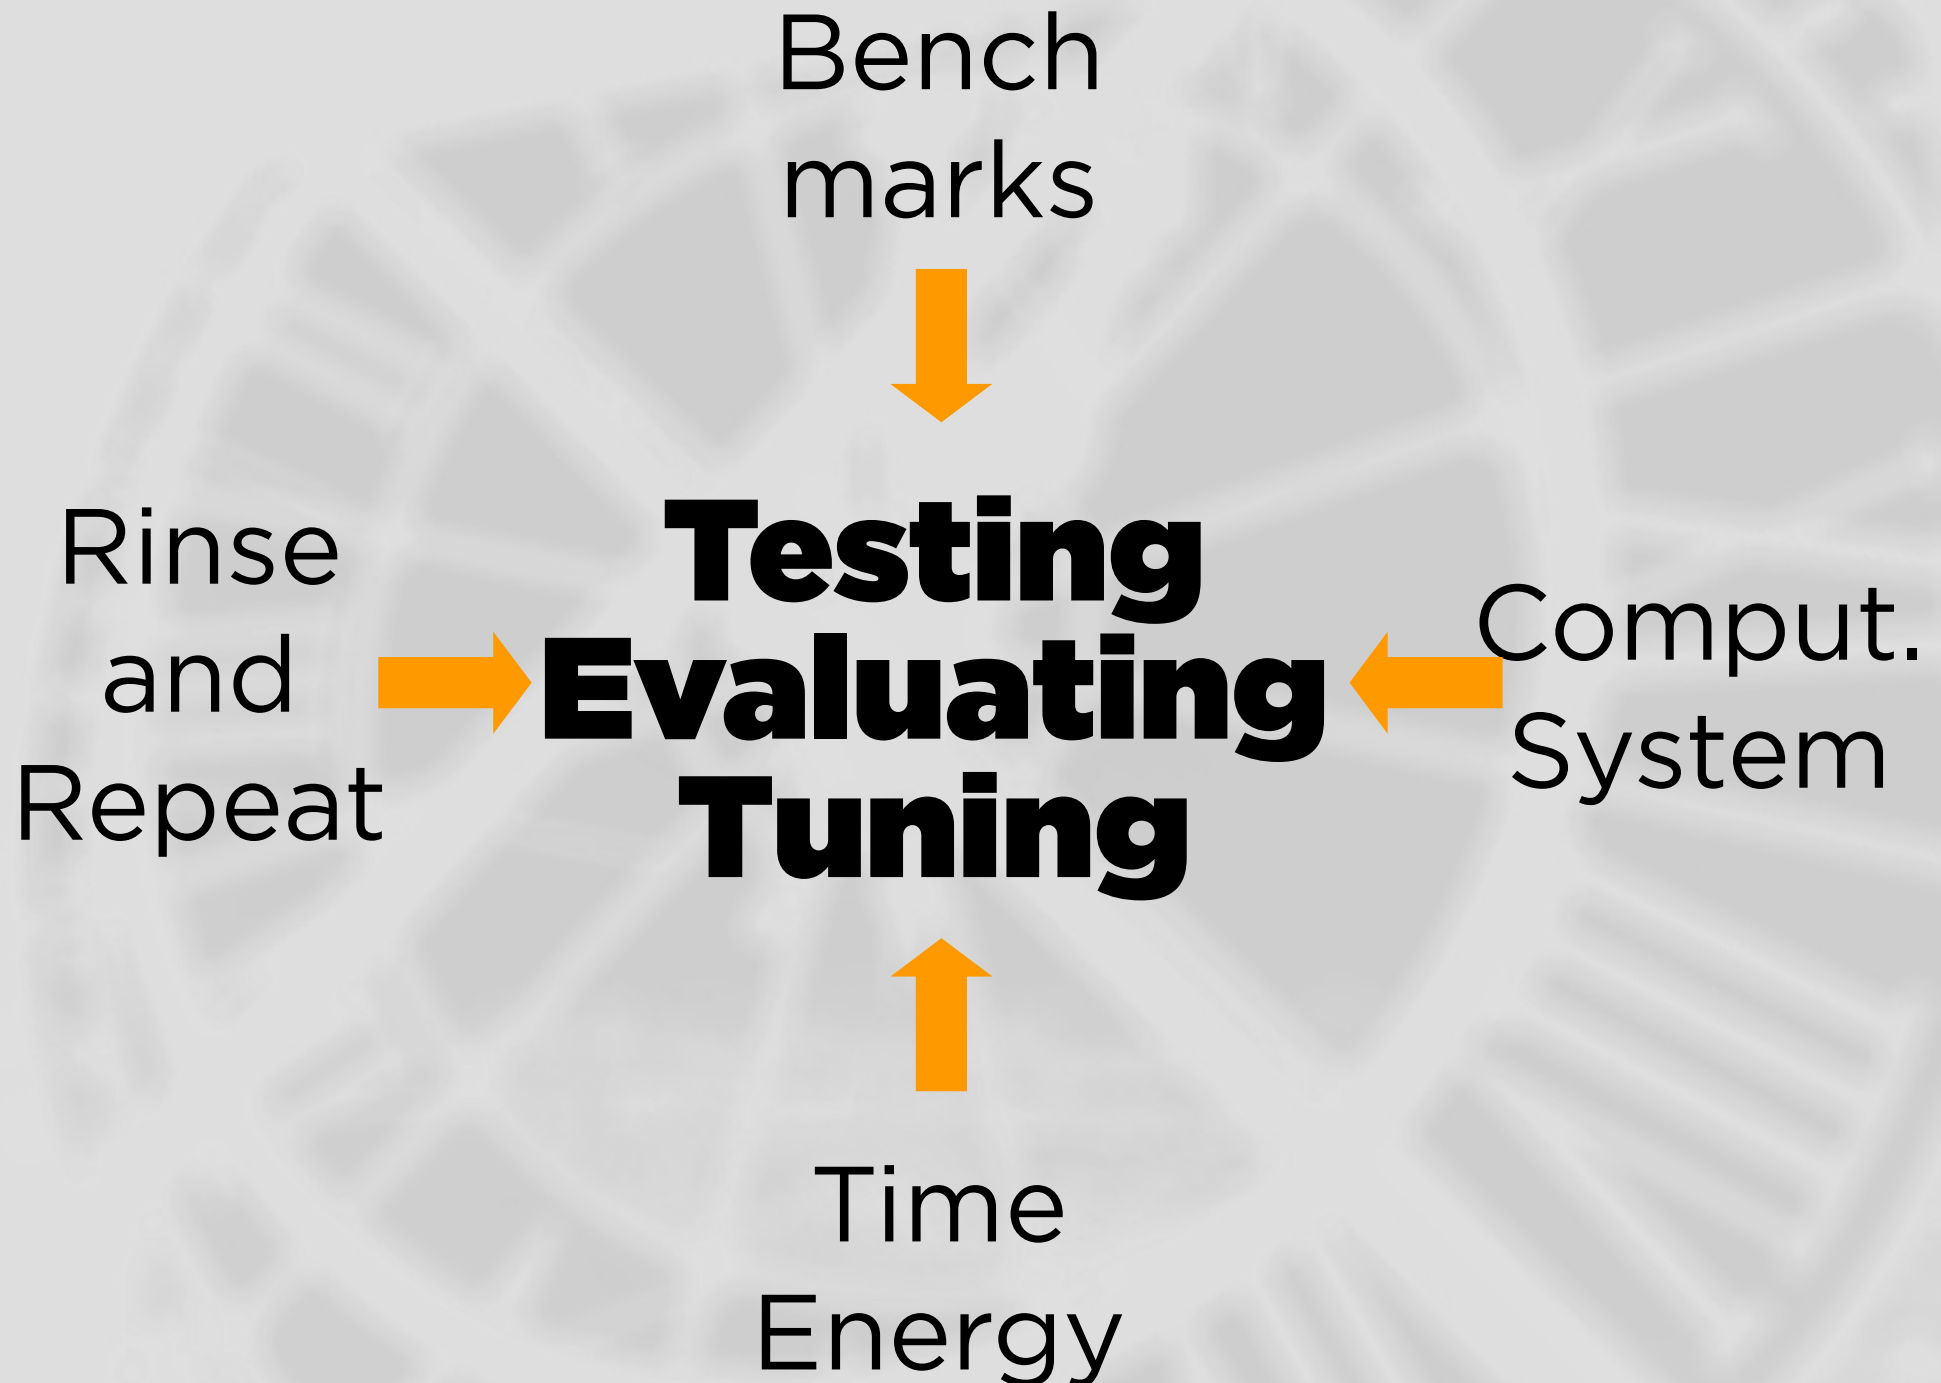 Bench
marks
Rinse
and
Repeat
Testing
Evaluating
Tuning
Comput.
System
Time
Energy